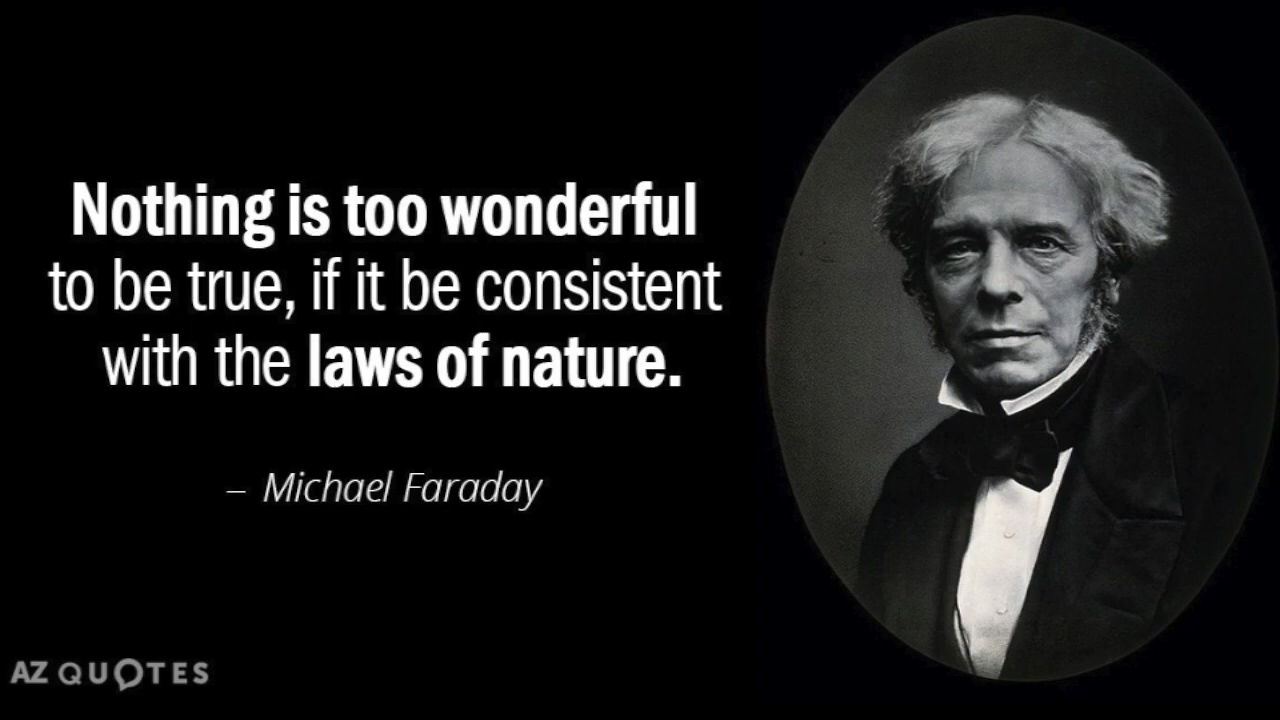 Nothing is too wonderful
to be true, if it be consistent
with the laws of nature.
– Michael Faraday
AZ QUOTES